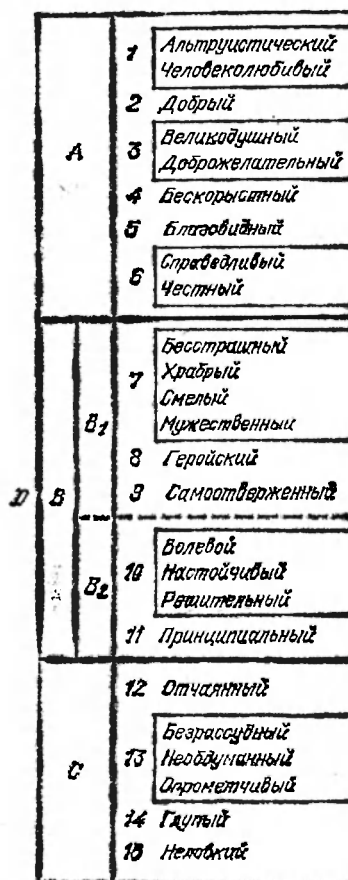 1 Альтруистический
Человеколюбивый
2 Добрый
A
3 Великодушный
Доброжелательный
4 Бескорыстный
5 Благовидный
6 Справедливый
Честный
7 Бесстрашный
Храбрый
Смелый
Мужественный
B1
8 Геройский
D B
9 Самоотверженный
10 Волевой
Настойчивый
Решительный
B2
11 Принципиальный
12 Отчаянный
C
13 Безрассудный
Необдуманный
Опрометчивый
14 Глупый
15 Неловкий